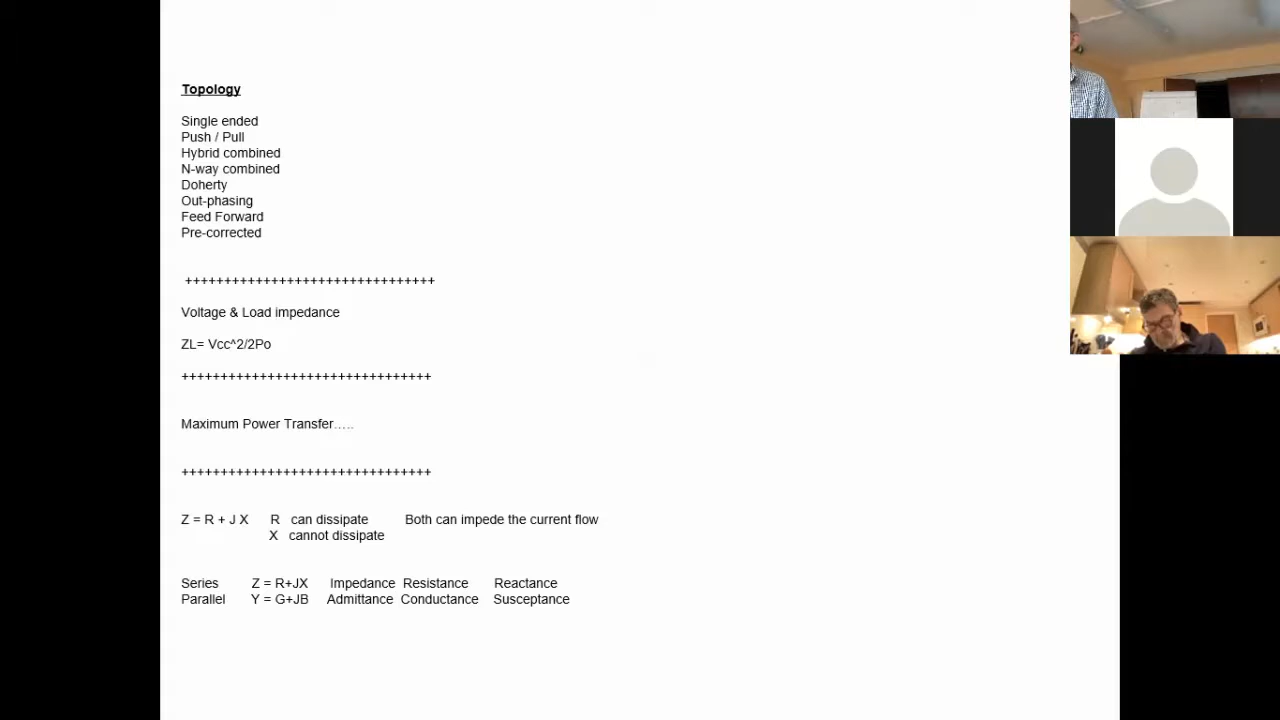 Topology
Single ended
Push / Pull
Hybrid combined
N-way combined
Doherty
Out-phasing
Feed Forward
Pre-corrected
++++++++++++++++++++++++++++++++
Voltage & Load impedance
ZL= Vcc^2/2Po
++++++++++++++++++++++++++++++++
Maximum Power Transfer…..
++++++++++++++++++++++++++++++++
Z = R + J X R can dissipate Both can impede the current flow
X cannot dissipate
Series Z = R+JX Impedance Resistance Reactance
Parallel Y = G+JB Admittance Conductance Susceptance